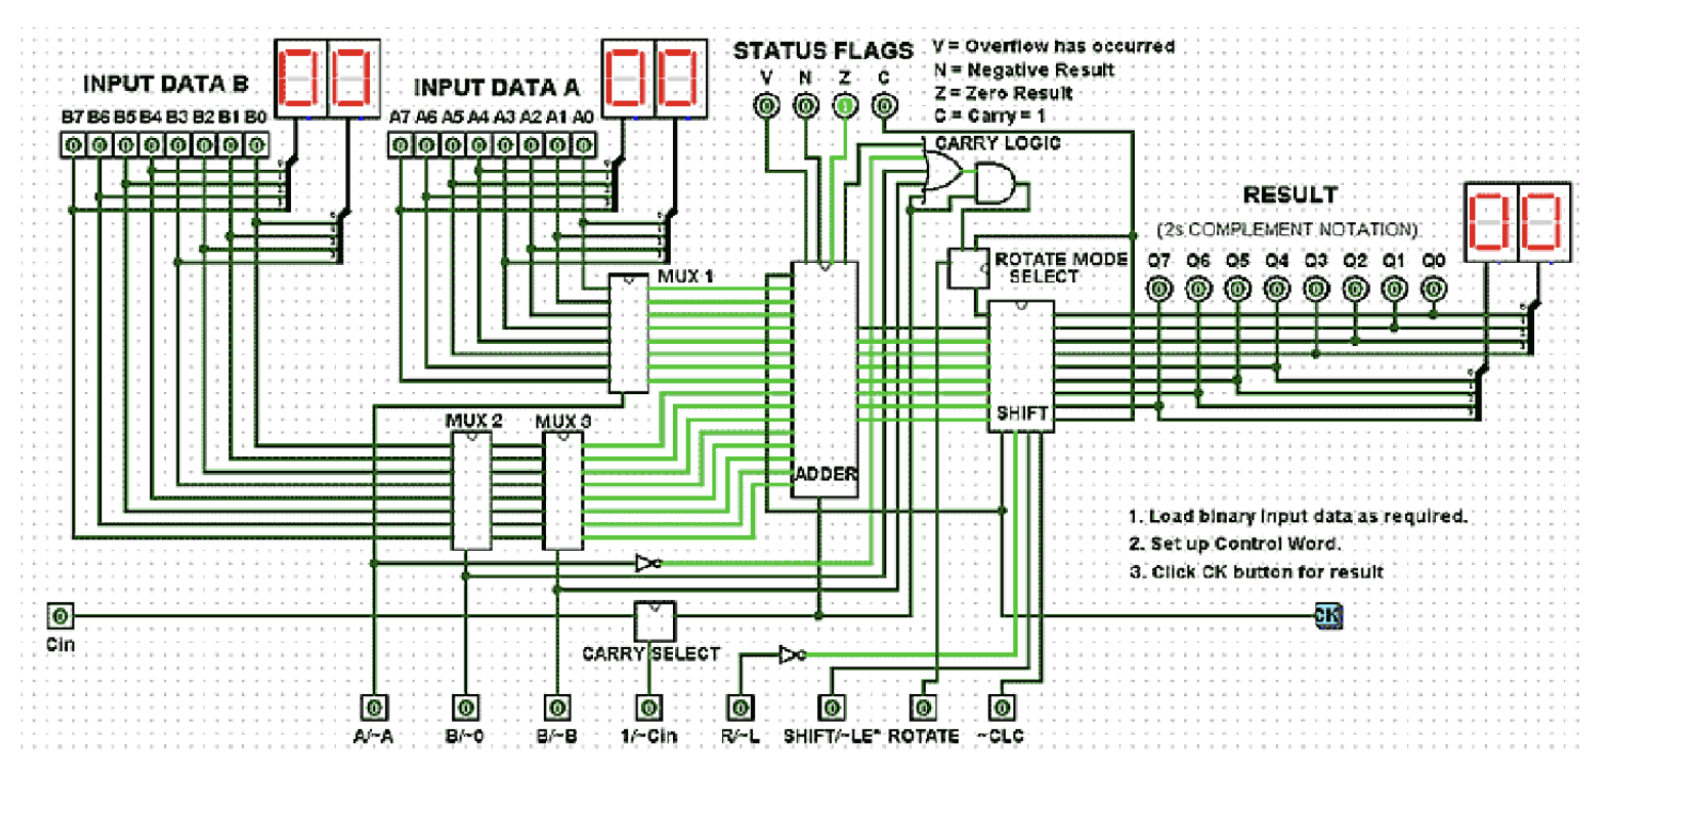 STATUS FLAGS
V = Overflow has occurred
N = Negative Result
Z = Zero Result
C = Carry = 1
V N Z C
INPUT DATA B
00
INPUT DATA A
00
B7 B6 B5 B4 B3 B2 B1 B0
A7 A6 A5 A4 A3 A2 A1 A0
0 0 0 0 0 0 0 0
0 0 0 0 0 0 0 0
0 0 1 0
CARRY LOGIC
RESULT
(2s COMPLEMENT NOTATION)
00
ROTATE MODE
SELECT
Q7 Q6 Q5 Q4 Q3 Q2 Q1 Q0
0 0 0 0 0 0 0 0
MUX 1
SHIFT
MUX 2
MUX 3
ADDER
1. Load binary input data as required.
2. Set up Control Word.
3. Click CK button for result
CK
0
Cin
CARRY SELECT
0 0 0 0 0 0 0 0
A/~A B/~0 B/~B 1/~Cin R/~L SHIFT/~LE* ROTATE ~CLC